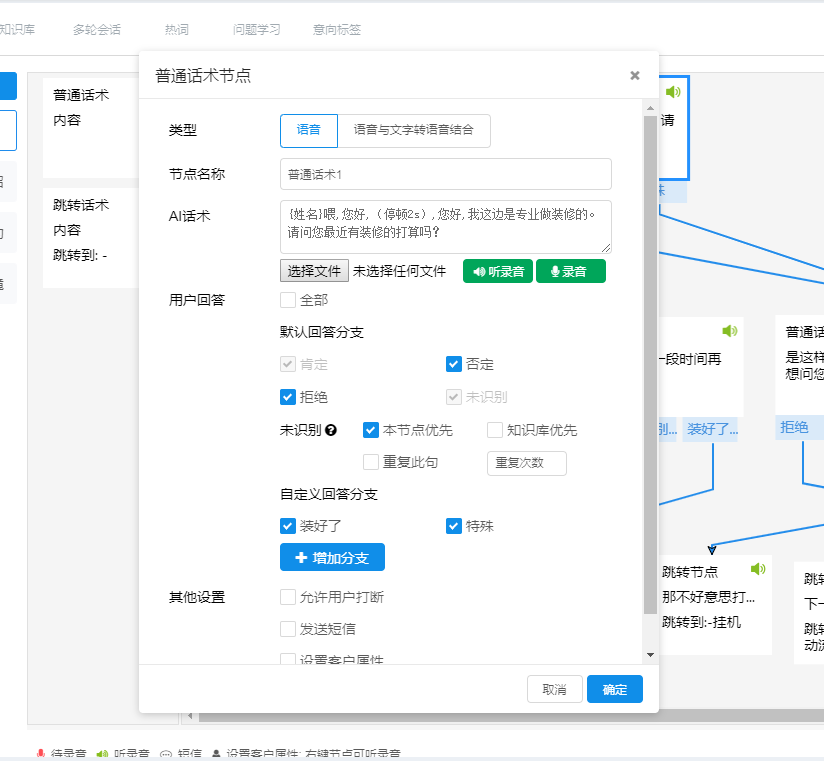 知识库 多轮会话 热词 问题学习 意向标签
普通话术
内容
跳转话术
内容
跳转到: -
普通话术节点
类型 语音 语音与文字转语音结合
节点名称 普通话术1
AI话术 {姓名}喂,您好,（停顿2s）,您好,我这边是专业做装修的。
请问您最近有装修的打算吗?
选择文件 未选择任何文件 听录音 录音
用户回答 全部
默认回答分支
肯定 否定
拒绝 未识别
未识别 本节点优先 知识库优先
重复此句 重复次数
自定义回答分支
装好了 特殊
增加分支
其他设置 允许用户打断
发送短信
设置客户属性
取消 确定
请
一段时间再
别... 装好了...
普通话
是这样
想问您
拒绝
跳转节点
那不好意思打...
跳转到:-挂机
跳转
下一
跳转
动流
待录音 听录音 短信 设置客户属性; 右键节点可听录音